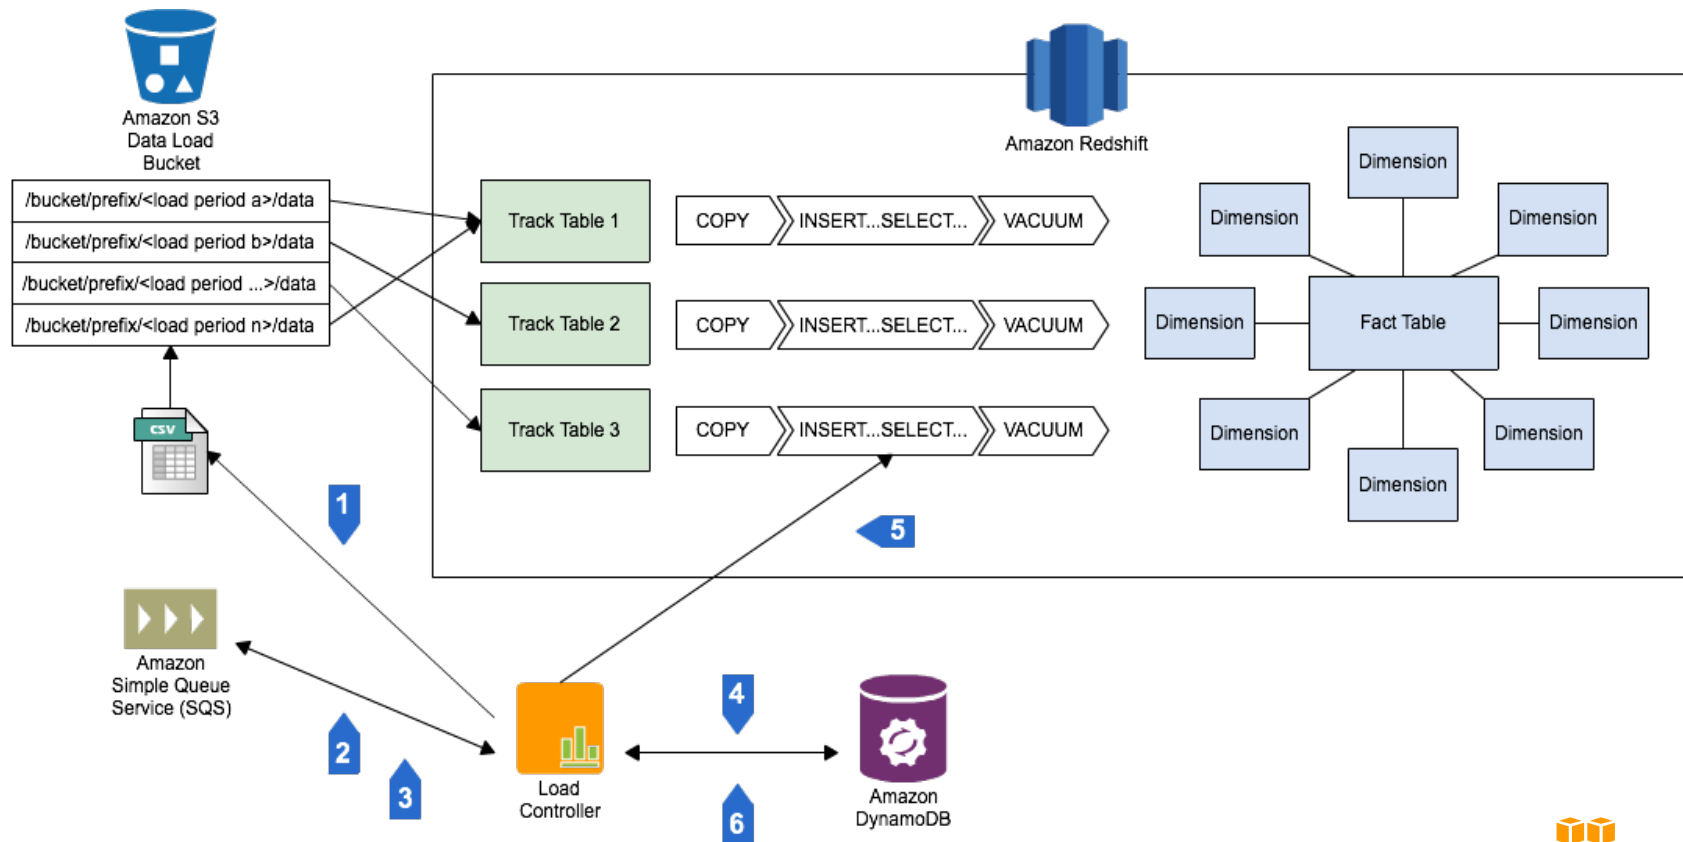 Amazon S3
Data Load
Bucket
/bucket/prefix/<load period a>/data
/bucket/prefix/<load period b>/data
/bucket/prefix/<load period ...>/data
/bucket/prefix/<load period n>/data
csv
Amazon Redshift
Track Table 1
COPY
INSERT...SELECT...
VACUUM
Track Table 2
COPY
INSERT...SELECT...
VACUUM
Track Table 3
COPY
INSERT...SELECT...
VACUUM
Dimension
Dimension
Dimension
Dimension
Fact Table
Dimension
Dimension
Dimension
Dimension
1
5
Amazon
Simple Queue
Service (SQS)
2
3
Load
Controller
4
6
Amazon
DynamoDB